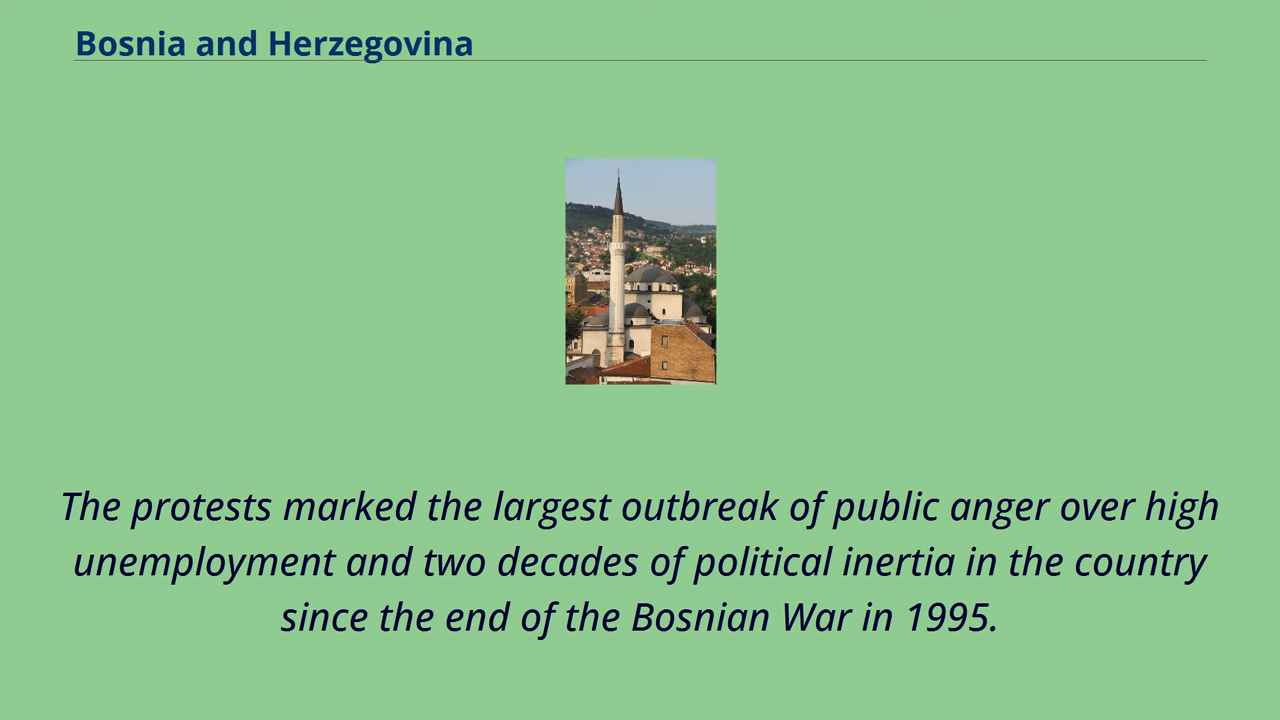 Bosnia and Herzegovina
The protests marked the largest outbreak of public anger over high
unemployment and two decades of political inertia in the country
since the end of the Bosnian War in 1995.